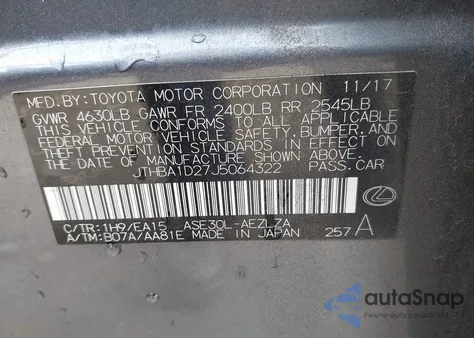 MFD.BY:TOYOTA MOTOR CORPORATION 11/17
GVWR 4630LB GAWR FR 2400LB RR 2545LB
THIS VEHICLE CONFORMS TO ALL APPLICABLE
FEDERAL MOTOR VEHICLE SAFETY, BUMPER, AND
THEFT PREVENTION STANDARDS IN EFFECT ON
THE DATE OF MANUFACTURE SHOWN ABOVE.
JTHBA1D27J5064322 PASS.CAR
C/TR:1H9/EA15 ASE30L-AEZLZA
A/TM:B07A/AA81E MADE IN JAPAN 257 A
autoSnap